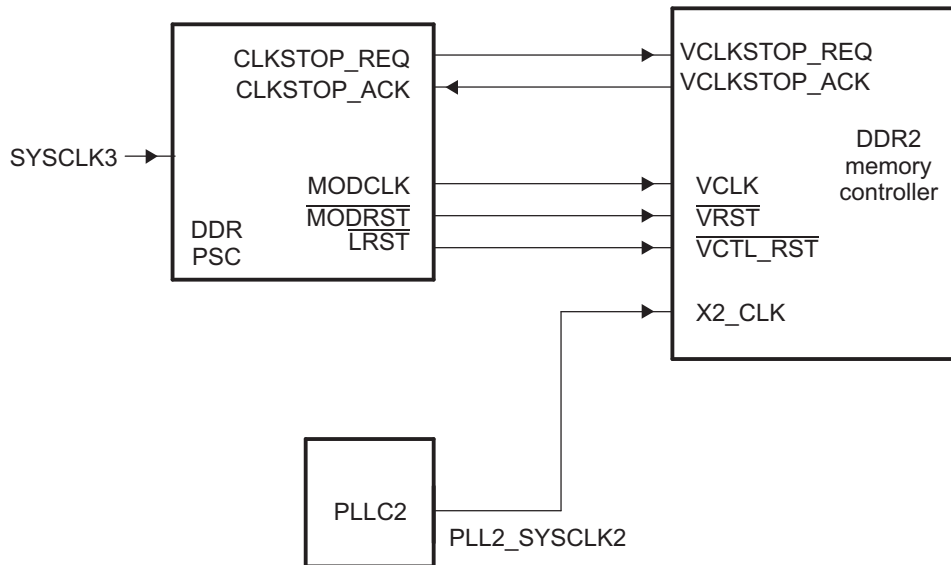 CLKSTOP_REQ
VCLKSTOP_REQ
CLKSTOP_ACK
VCLKSTOP_ACK
SYSCLK3
DDR2
memory
controller
MODCLK
VCLK
MODRST
VRST
LRST
VCTL_RST
DDR
PSC
X2_CLK
PLLC2
PLL2_SYSCLK2